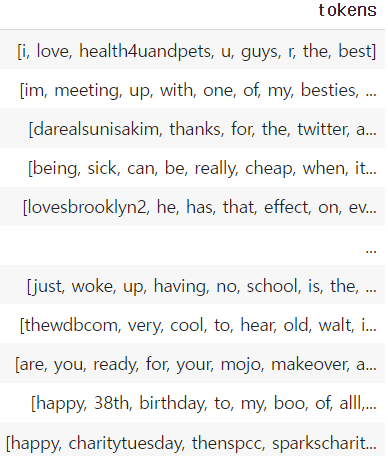 tokens
[i, love, health4uandpets, u, guys, r, the, best]
[im, meeting, up, with, one, of, my, besties, ...
[darealsunisakim, thanks, for, the, twitter, a...
[being, sick, can, be, really, cheap, when, it...
[lovesbrooklyn2, he, has, that, effect, on, ev...
...
[just, woke, up, having, no, school, is, the, ...
[thewdbcom, very, cool, to, hear, old, walt, i...
[are, you, ready, for, your, mojo, makeover, a...
[happy, 38th, birthday, to, my, boo, of, alll,...
[happy, charitytuesday, thenspcc, sparkscharit...